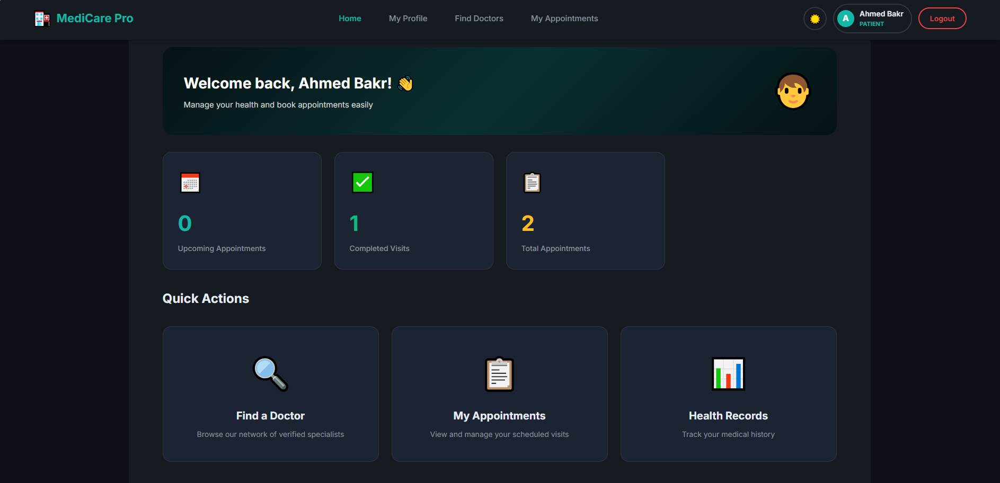 MediCare Pro
Home
My Profile
Find Doctors
My Appointments
A
Ahmed Bakr
PATIENT
Logout
Welcome back, Ahmed Bakr! 👋
Manage your health and book appointments easily
0
Upcoming Appointments
1
Completed Visits
2
Total Appointments
Quick Actions
Find a Doctor
Browse our network of verified specialists
My Appointments
View and manage your scheduled visits
Health Records
Track your medical history